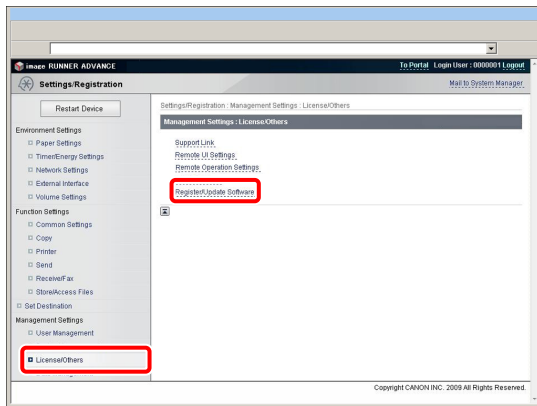 image RUNNER ADVANCE
To Portal Login User : 0000001 Logout
Settings/Registration
Mail to System Manager
Restart Device
Settings/Registration : Management Settings : License/Others
Management Settings : License/Others
Environment Settings
Paper Settings
Timer/Energy Settings
Network Settings
External Interface
Volume Settings
Function Settings
Common Settings
Copy
Printer
Send
Receive/Fax
Store/Access Files
Set Destination
Management Settings
User Management
License/Others
Support Link
Remote UI Settings
Remote Operation Settings
Register/Update Software
Copyright CANON INC. 2009 All Rights Reserved.